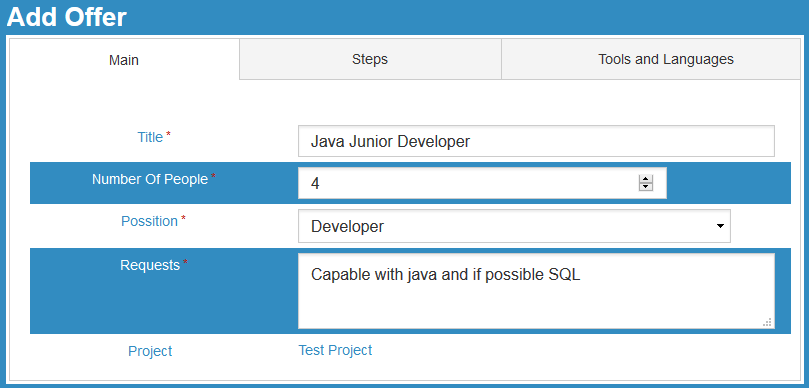 Add Offer
Main Steps Tools and Languages
Title * Java Junior Developer
Number Of People * 4
Possition * Developer
Requests * Capable with java and if possible SQL
Project Test Project